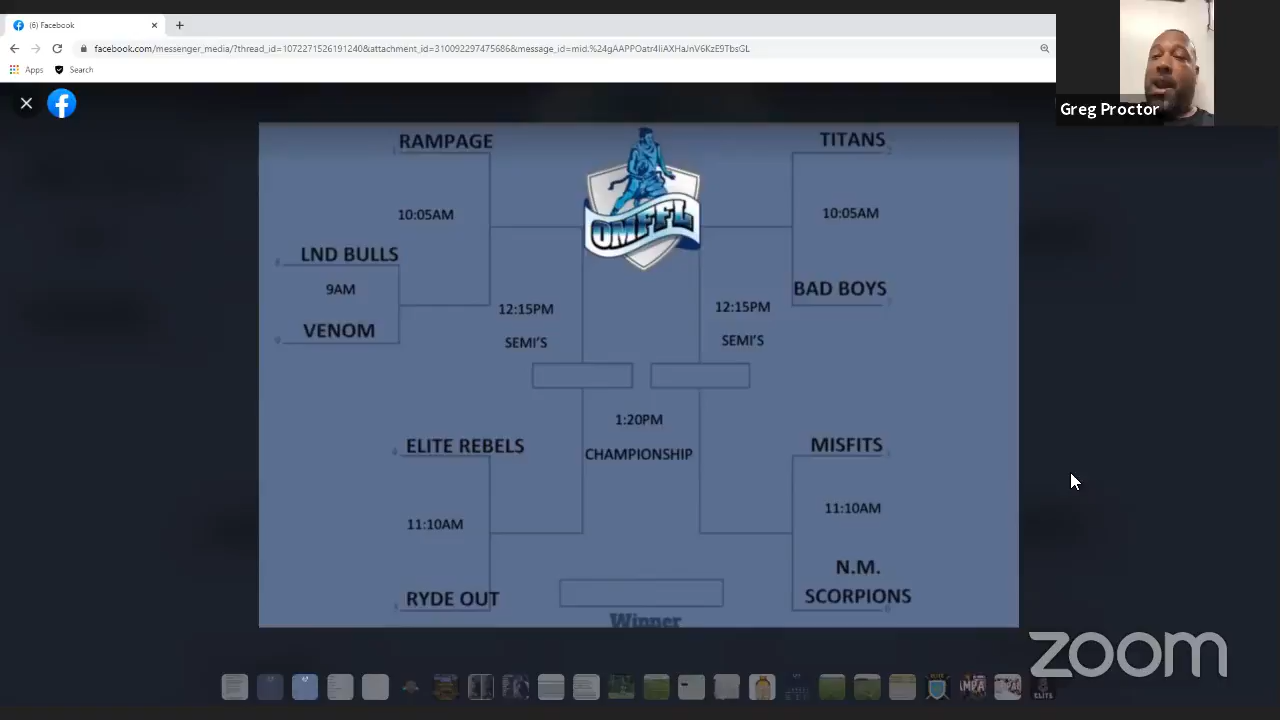 (6) Facebook
facebook.com/messenger_media/?thread_id=1072271526191240&attachment_id=310092297475686&message_id=mid.%24gAAPPOatr4IiAXHaJnV6KzE9TbsGL
Apps
Search
Greg Proctor
RAMPAGE
TITANS
10:05AM
10:05AM
OMFFL
LND BULLS
9AM
VENOM
BAD BOYS
12:15PM
SEMI'S
12:15PM
SEMI'S
1:20PM
CHAMPIONSHIP
ELITE REBELS
MISFITS
11:10AM
11:10AM
RYDE OUT
N.M.
SCORPIONS
Winner
zoom